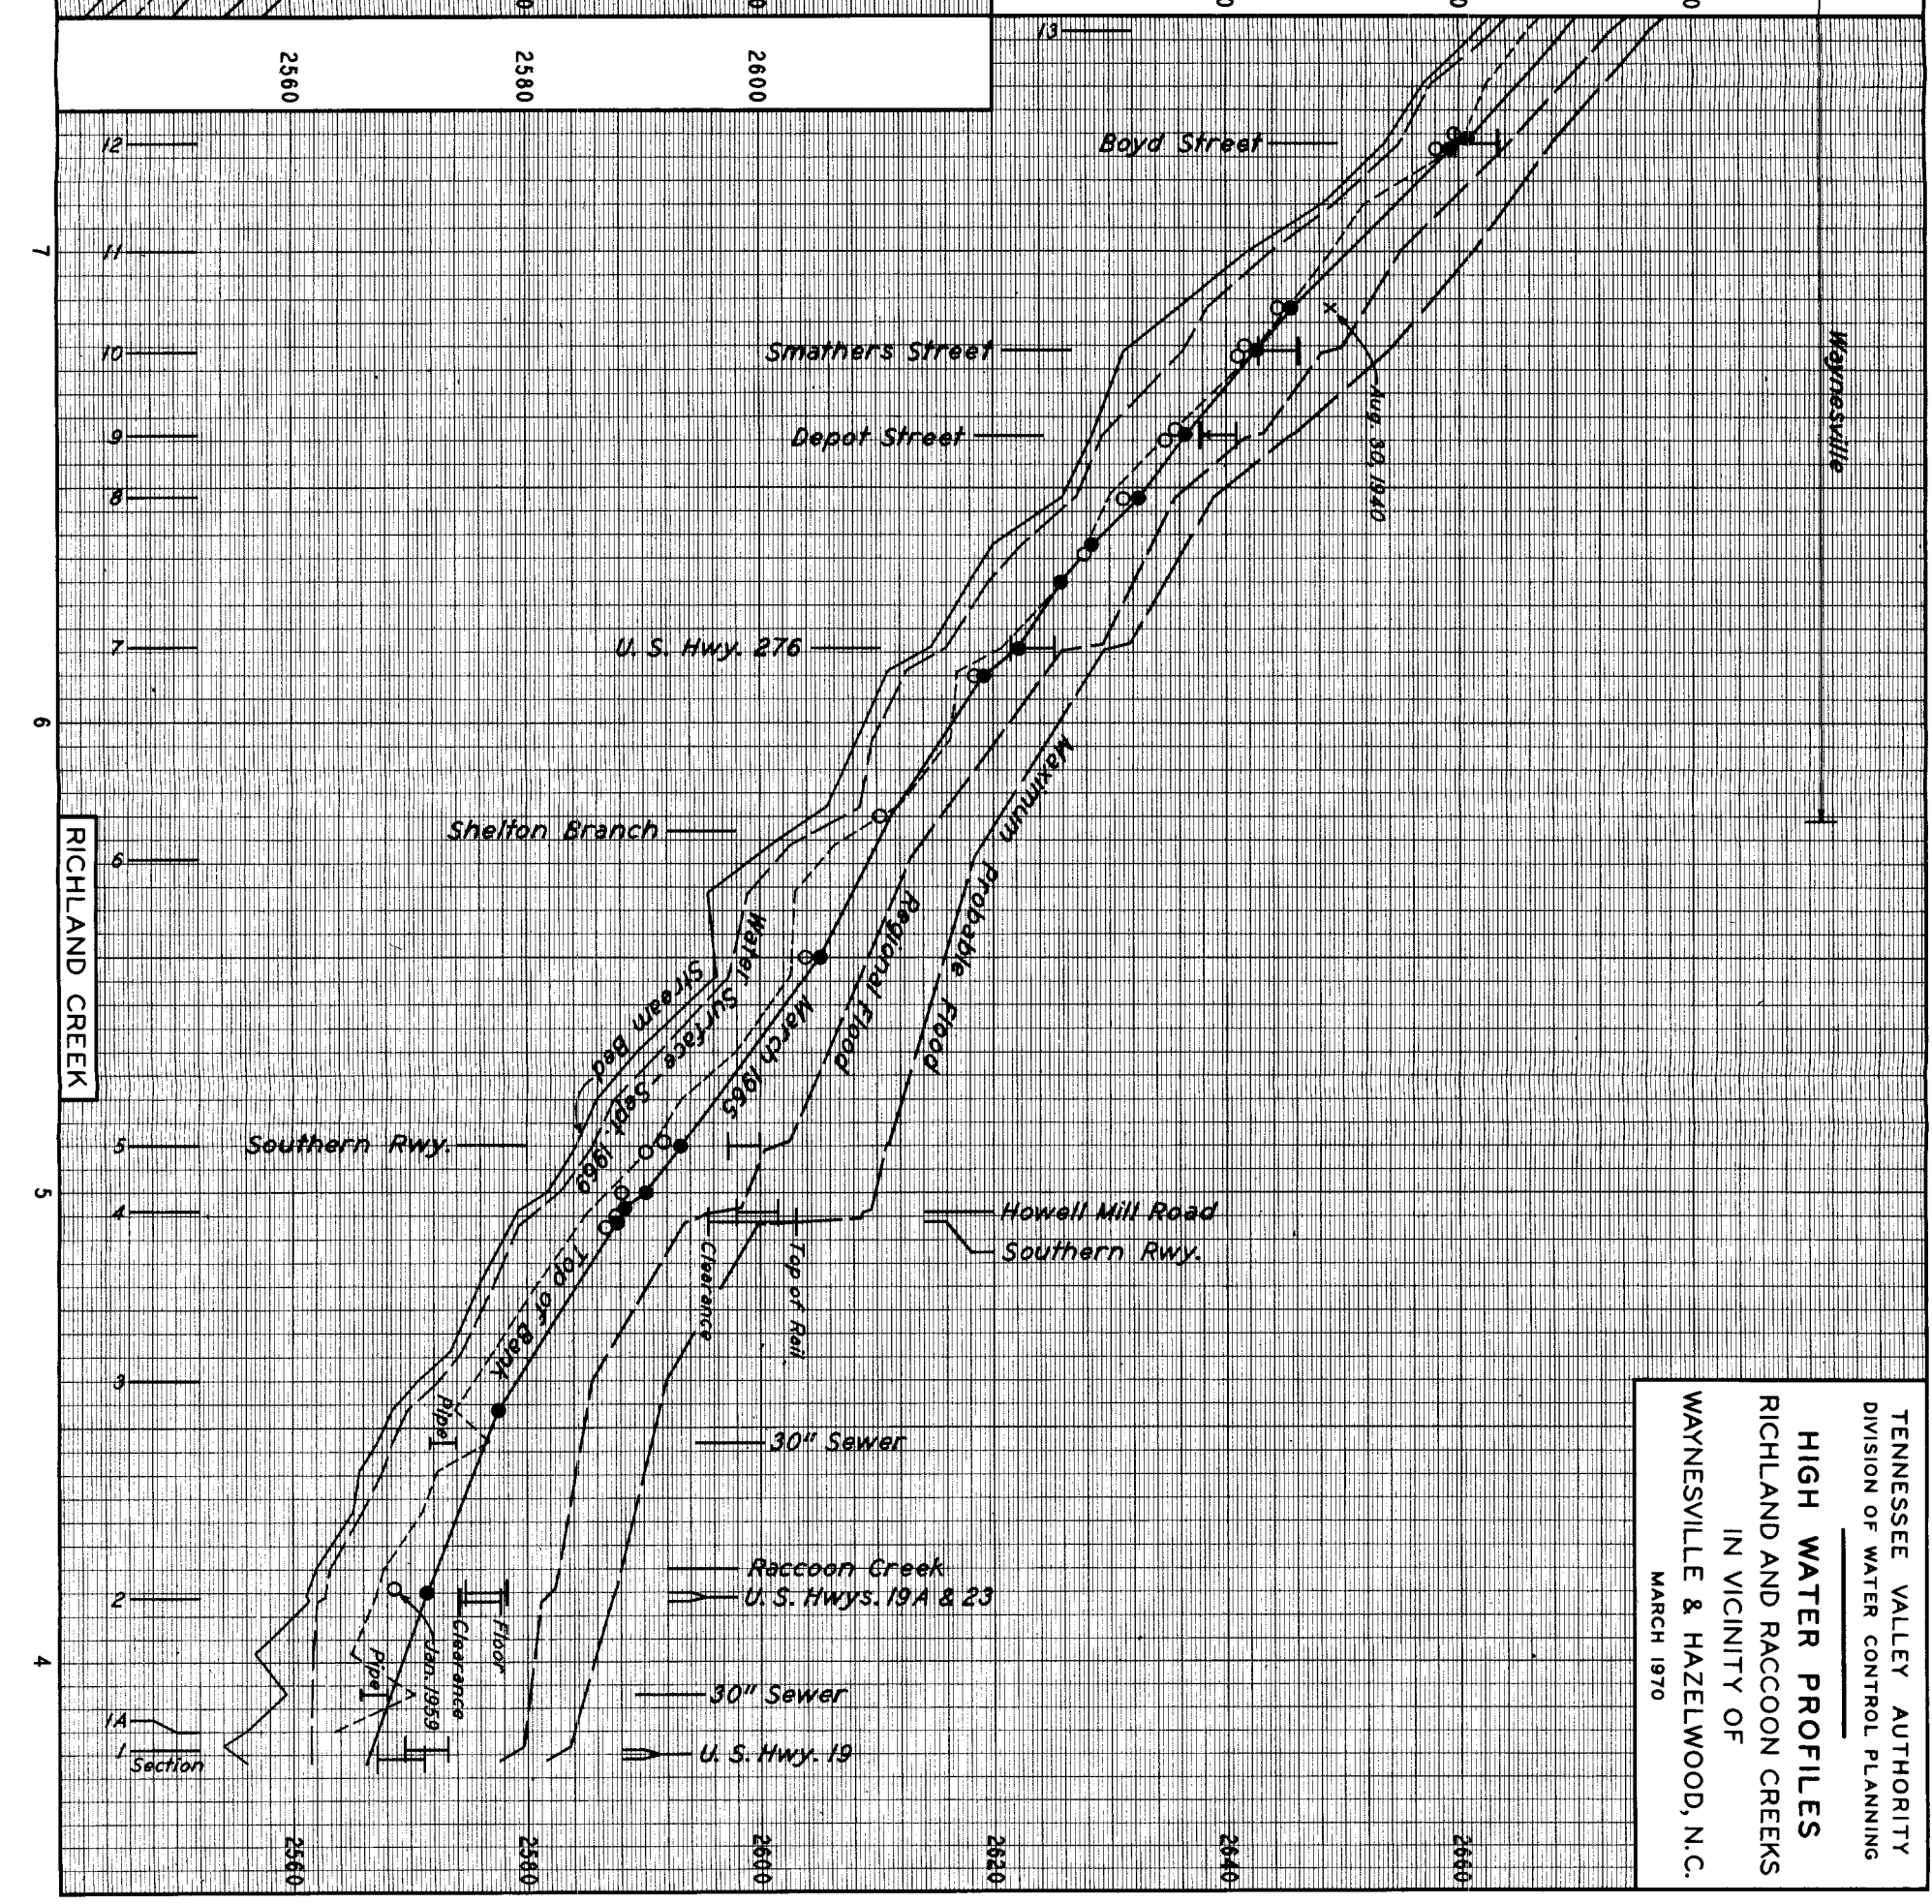 TENNESSEE VALLEY AUTHORITY
DIVISION OF WATER CONTROL PLANNING
HIGH WATER PROFILES
RICHLAND AND RACCOON CREEKS
IN VICINITY OF
WAYNESVILLE & HAZELWOOD, N.C.
MARCH 1970
Waynesville
RICHLAND CREEK
2560
2580
2600
13
Boyd Street
12
11
7
Smathers Street
10
Aug. 30, 1940
Depot Street
9
8
U. S. Hwy. 276
7
6
Shelton Branch
6
Maximum Probable Flood
Regional Flood
March 1965
Water Surface - Sept. 1969
Stream Bed
Top of Bank
Southern Rwy.
5
5
4
Howell Mill Road
Southern Rwy.
Clearance
Top of Rail
3
Pipe
30" Sewer
Raccoon Creek
U. S. Hwys. 19A & 23
2
Floor
Clearance
Jan. 1959
4
Pipe
30" Sewer
1A
1
Section
U. S. Hwy. 19
2560
2580
2600
2620
2640
2660